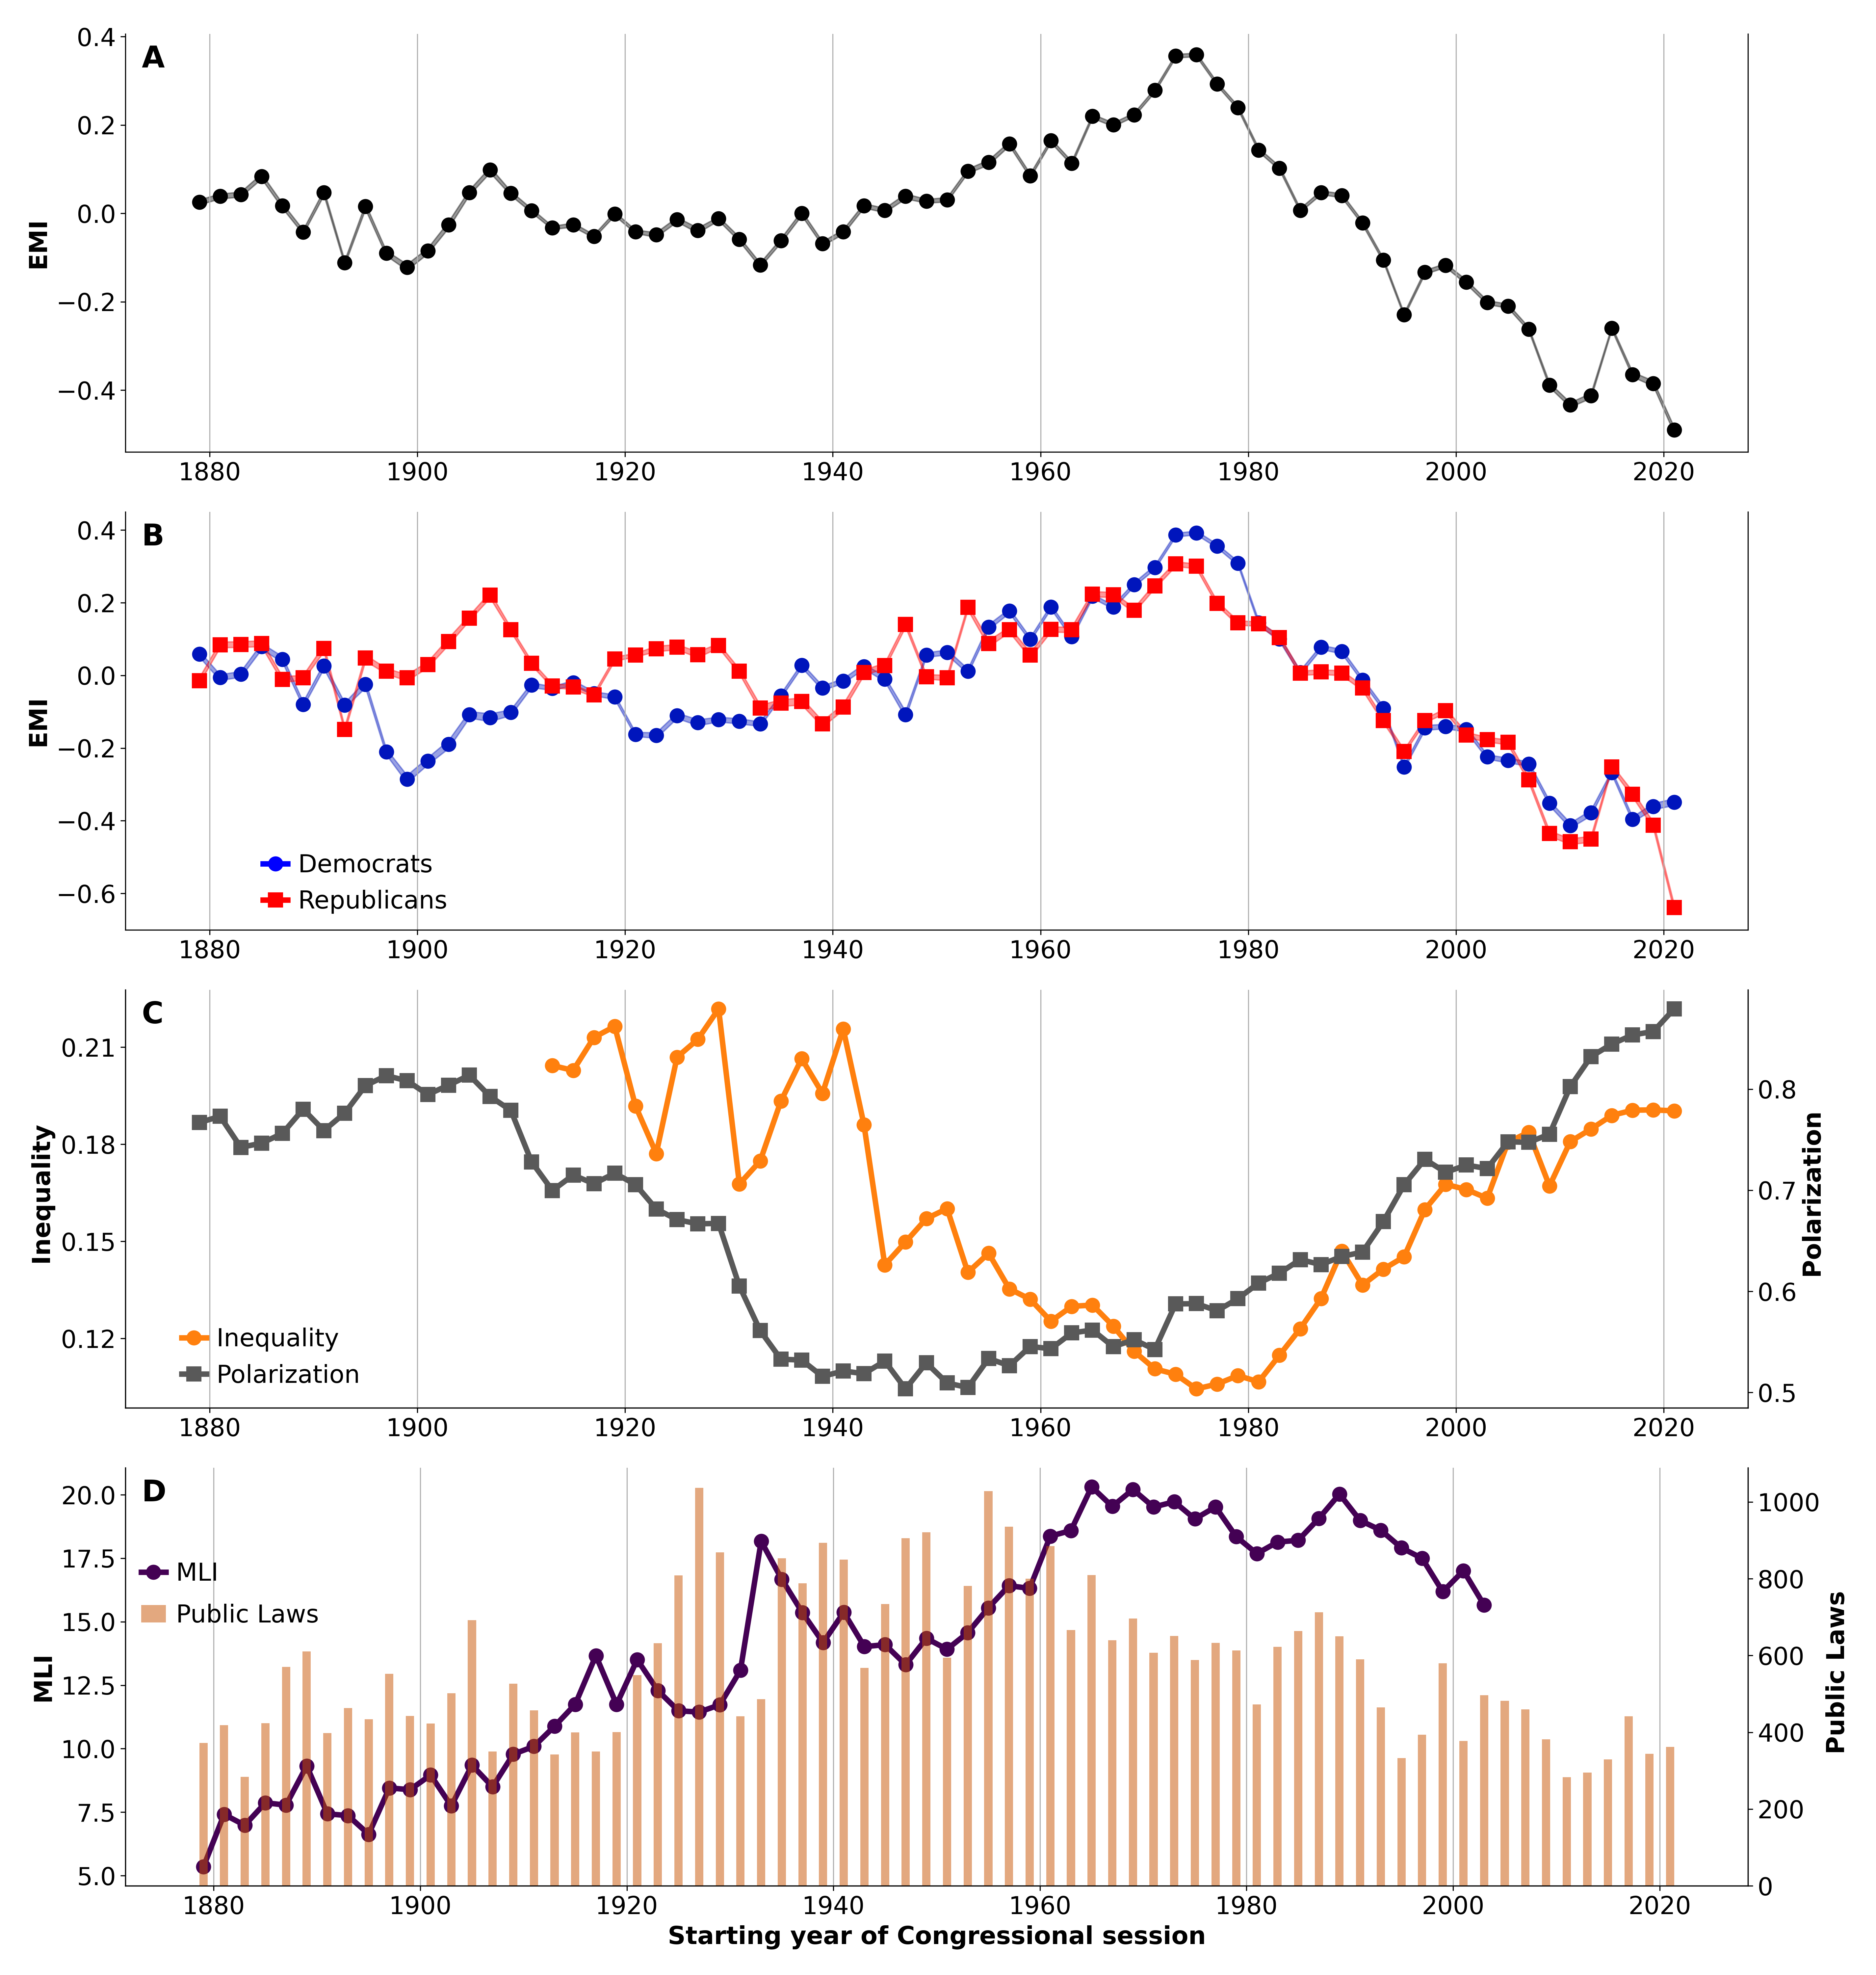 A
0.4
0.2
0.0
−0.2
−0.4
EMI
1880 1900 1920 1940 1960 1980 2000 2020
B
0.4
0.2
0.0
−0.2
−0.4
−0.6
EMI
Democrats
Republicans
1880 1900 1920 1940 1960 1980 2000 2020
C
0.21
0.18
0.15
0.12
Inequality
Inequality
Polarization
0.8
0.7
0.6
0.5
Polarization
1880 1900 1920 1940 1960 1980 2000 2020
D
20.0
17.5
15.0
12.5
10.0
7.5
5.0
MLI
MLI
Public Laws
1000
800
600
400
200
0
Public Laws
1880 1900 1920 1940 1960 1980 2000 2020
Starting year of Congressional session